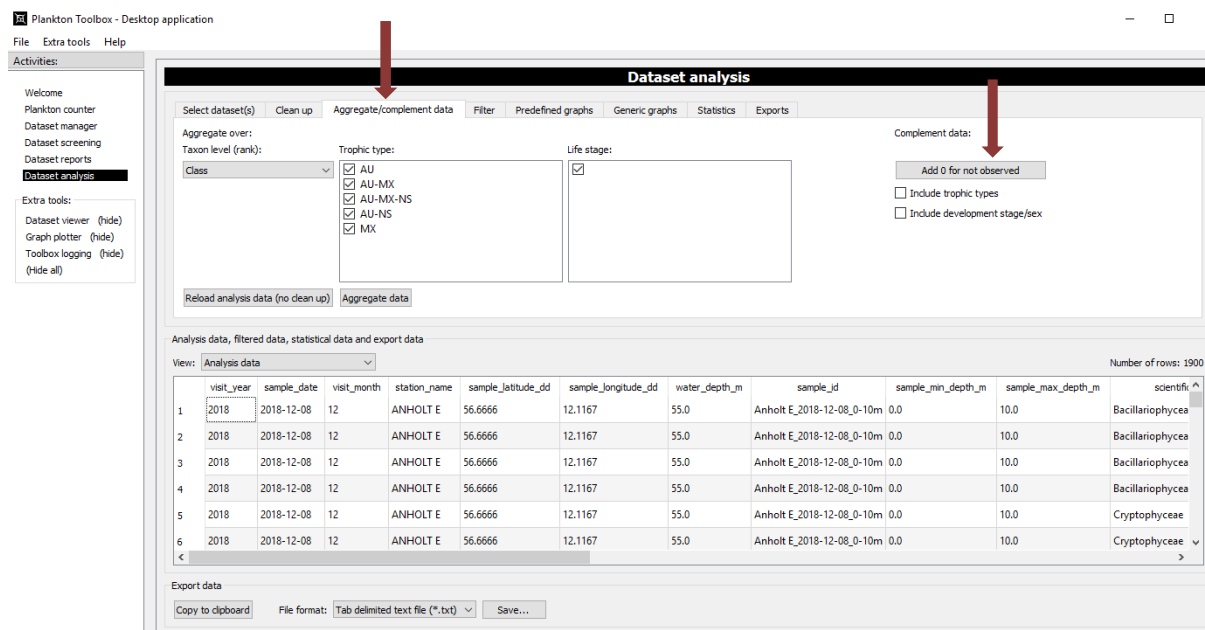 Plankton Toolbox - Desktop application
File Extra tools Help
Activities:
Welcome
Plankton counter
Dataset manager
Dataset screening
Dataset reports
Dataset analysis
Extra tools:
Dataset viewer (hide)
Graph plotter (hide)
Toolbox logging (hide)
(Hide all)
Dataset analysis
Select dataset(s) Clean up Aggregate/complement data Filter Predefined graphs Generic graphs Statistics Exports
Aggregate over: Complement data:
Taxon level (rank): Trophic type: Life stage:
Class AU Add 0 for not observed
AU-MX Include trophic types
AU-MX-NS
AU-NS Include development stage/sex
MX
Reload analysis data (no clean up) Aggregate data
Analysis data, filtered data, statistical data and export data
View: Analysis data Number of rows: 1900
visit_year sample_date visit_month station_name sample_latitude_dd sample_longitude_dd water_depth_m sample_id sample_min_depth_m sample_max_depth_m scientific
1 2018 2018-12-08 12 ANHOLT E 56.6666 12.1167 55.0 Anholt E_2018-12-08_0-10m 0.0 10.0 Bacillariophycea
2 2018 2018-12-08 12 ANHOLT E 56.6666 12.1167 55.0 Anholt E_2018-12-08_0-10m 0.0 10.0 Bacillariophycea
3 2018 2018-12-08 12 ANHOLT E 56.6666 12.1167 55.0 Anholt E_2018-12-08_0-10m 0.0 10.0 Bacillariophycea
4 2018 2018-12-08 12 ANHOLT E 56.6666 12.1167 55.0 Anholt E_2018-12-08_0-10m 0.0 10.0 Bacillariophycea
5 2018 2018-12-08 12 ANHOLT E 56.6666 12.1167 55.0 Anholt E_2018-12-08_0-10m 0.0 10.0 Cryptophyceae
6 2018 2018-12-08 12 ANHOLT E 56.6666 12.1167 55.0 Anholt E_2018-12-08_0-10m 0.0 10.0 Cryptophyceae
Export data
Copy to clipboard File format: Tab delimited text file (*.txt) Save...